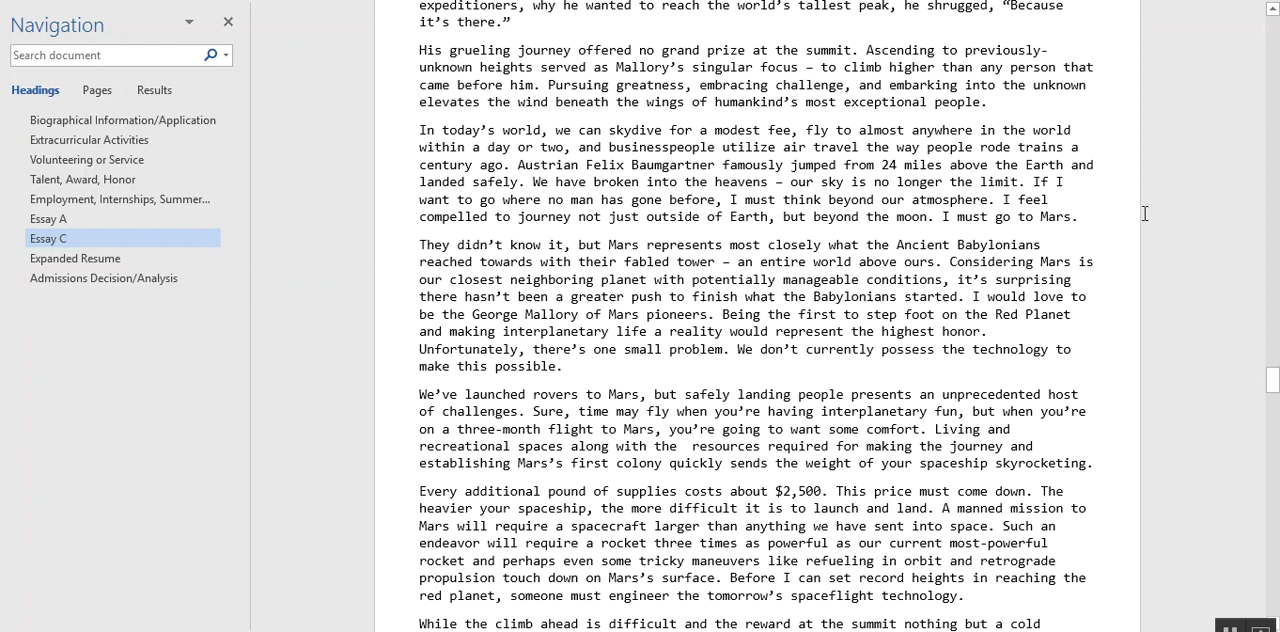 Navigation
Search document
Headings Pages Results
Biographical Information/Application
Extracurricular Activities
Volunteering or Service
Talent, Award, Honor
Employment, Internships, Summer...
Essay A
Essay C
Expanded Resume
Admissions Decision/Analysis
expeditioners, why he wanted to reach the world’s tallest peak, he shrugged, “Because
it’s there.”
His grueling journey offered no grand prize at the summit. Ascending to previously-
unknown heights served as Mallory’s singular focus – to climb higher than any person that
came before him. Pursuing greatness, embracing challenge, and embarking into the unknown
elevates the wind beneath the wings of humankind’s most exceptional people.
In today’s world, we can skydive for a modest fee, fly to almost anywhere in the world
within a day or two, and businesspeople utilize air travel the way people rode trains a
century ago. Austrian Felix Baumgartner famously jumped from 24 miles above the Earth and
landed safely. We have broken into the heavens – our sky is no longer the limit. If I
want to go where no man has gone before, I must think beyond our atmosphere. I feel
compelled to journey not just outside of Earth, but beyond the moon. I must go to Mars.
They didn’t know it, but Mars represents most closely what the Ancient Babylonians
reached towards with their fabled tower – an entire world above ours. Considering Mars is
our closest neighboring planet with potentially manageable conditions, it’s surprising
there hasn’t been a greater push to finish what the Babylonians started. I would love to
be the George Mallory of Mars pioneers. Being the first to step foot on the Red Planet
and making interplanetary life a reality would represent the highest honor.
Unfortunately, there’s one small problem. We don’t currently possess the technology to
make this possible.
We’ve launched rovers to Mars, but safely landing people presents an unprecedented host
of challenges. Sure, time may fly when you’re having interplanetary fun, but when you’re
on a three-month flight to Mars, you’re going to want some comfort. Living and
recreational spaces along with the  resources required for making the journey and
establishing Mars’s first colony quickly sends the weight of your spaceship skyrocketing.
Every additional pound of supplies costs about $2,500. This price must come down. The
heavier your spaceship, the more difficult it is to launch and land. A manned mission to
Mars will require a spacecraft larger than anything we have sent into space. Such an
endeavor will require a rocket three times as powerful as our current most-powerful
rocket and perhaps even some tricky maneuvers like refueling in orbit and retrograde
propulsion touch down on Mars’s surface. Before I can set record heights in reaching the
red planet, someone must engineer the tomorrow’s spaceflight technology.
While the climb ahead is difficult and the reward at the summit nothing but a cold